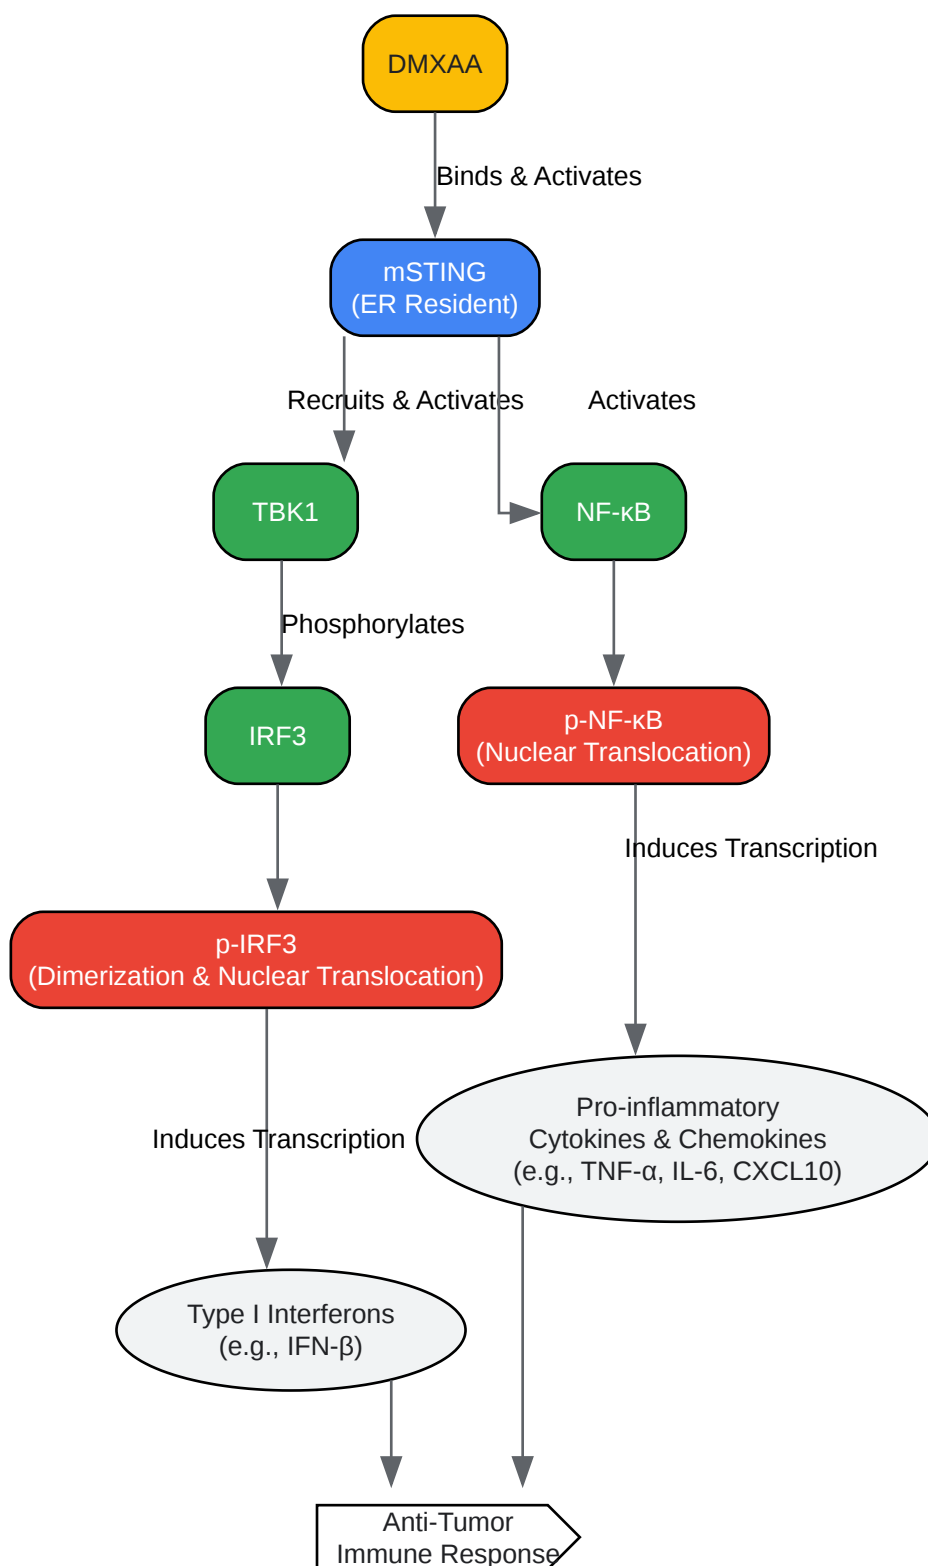 DMXAA
Binds & Activates
mSTING
(ER Resident)
Recruits & Activates
Activates
TBK1
NF-κB
Phosphorylates
IRF3
p-NF-κB
(Nuclear Translocation)
Induces Transcription
p-IRF3
(Dimerization & Nuclear Translocation)
Pro-inflammatory
Cytokines & Chemokines
(e.g., TNF-α, IL-6, CXCL10)
Induces Transcription
Type I Interferons
(e.g., IFN-β)
Anti-Tumor
Immune Response